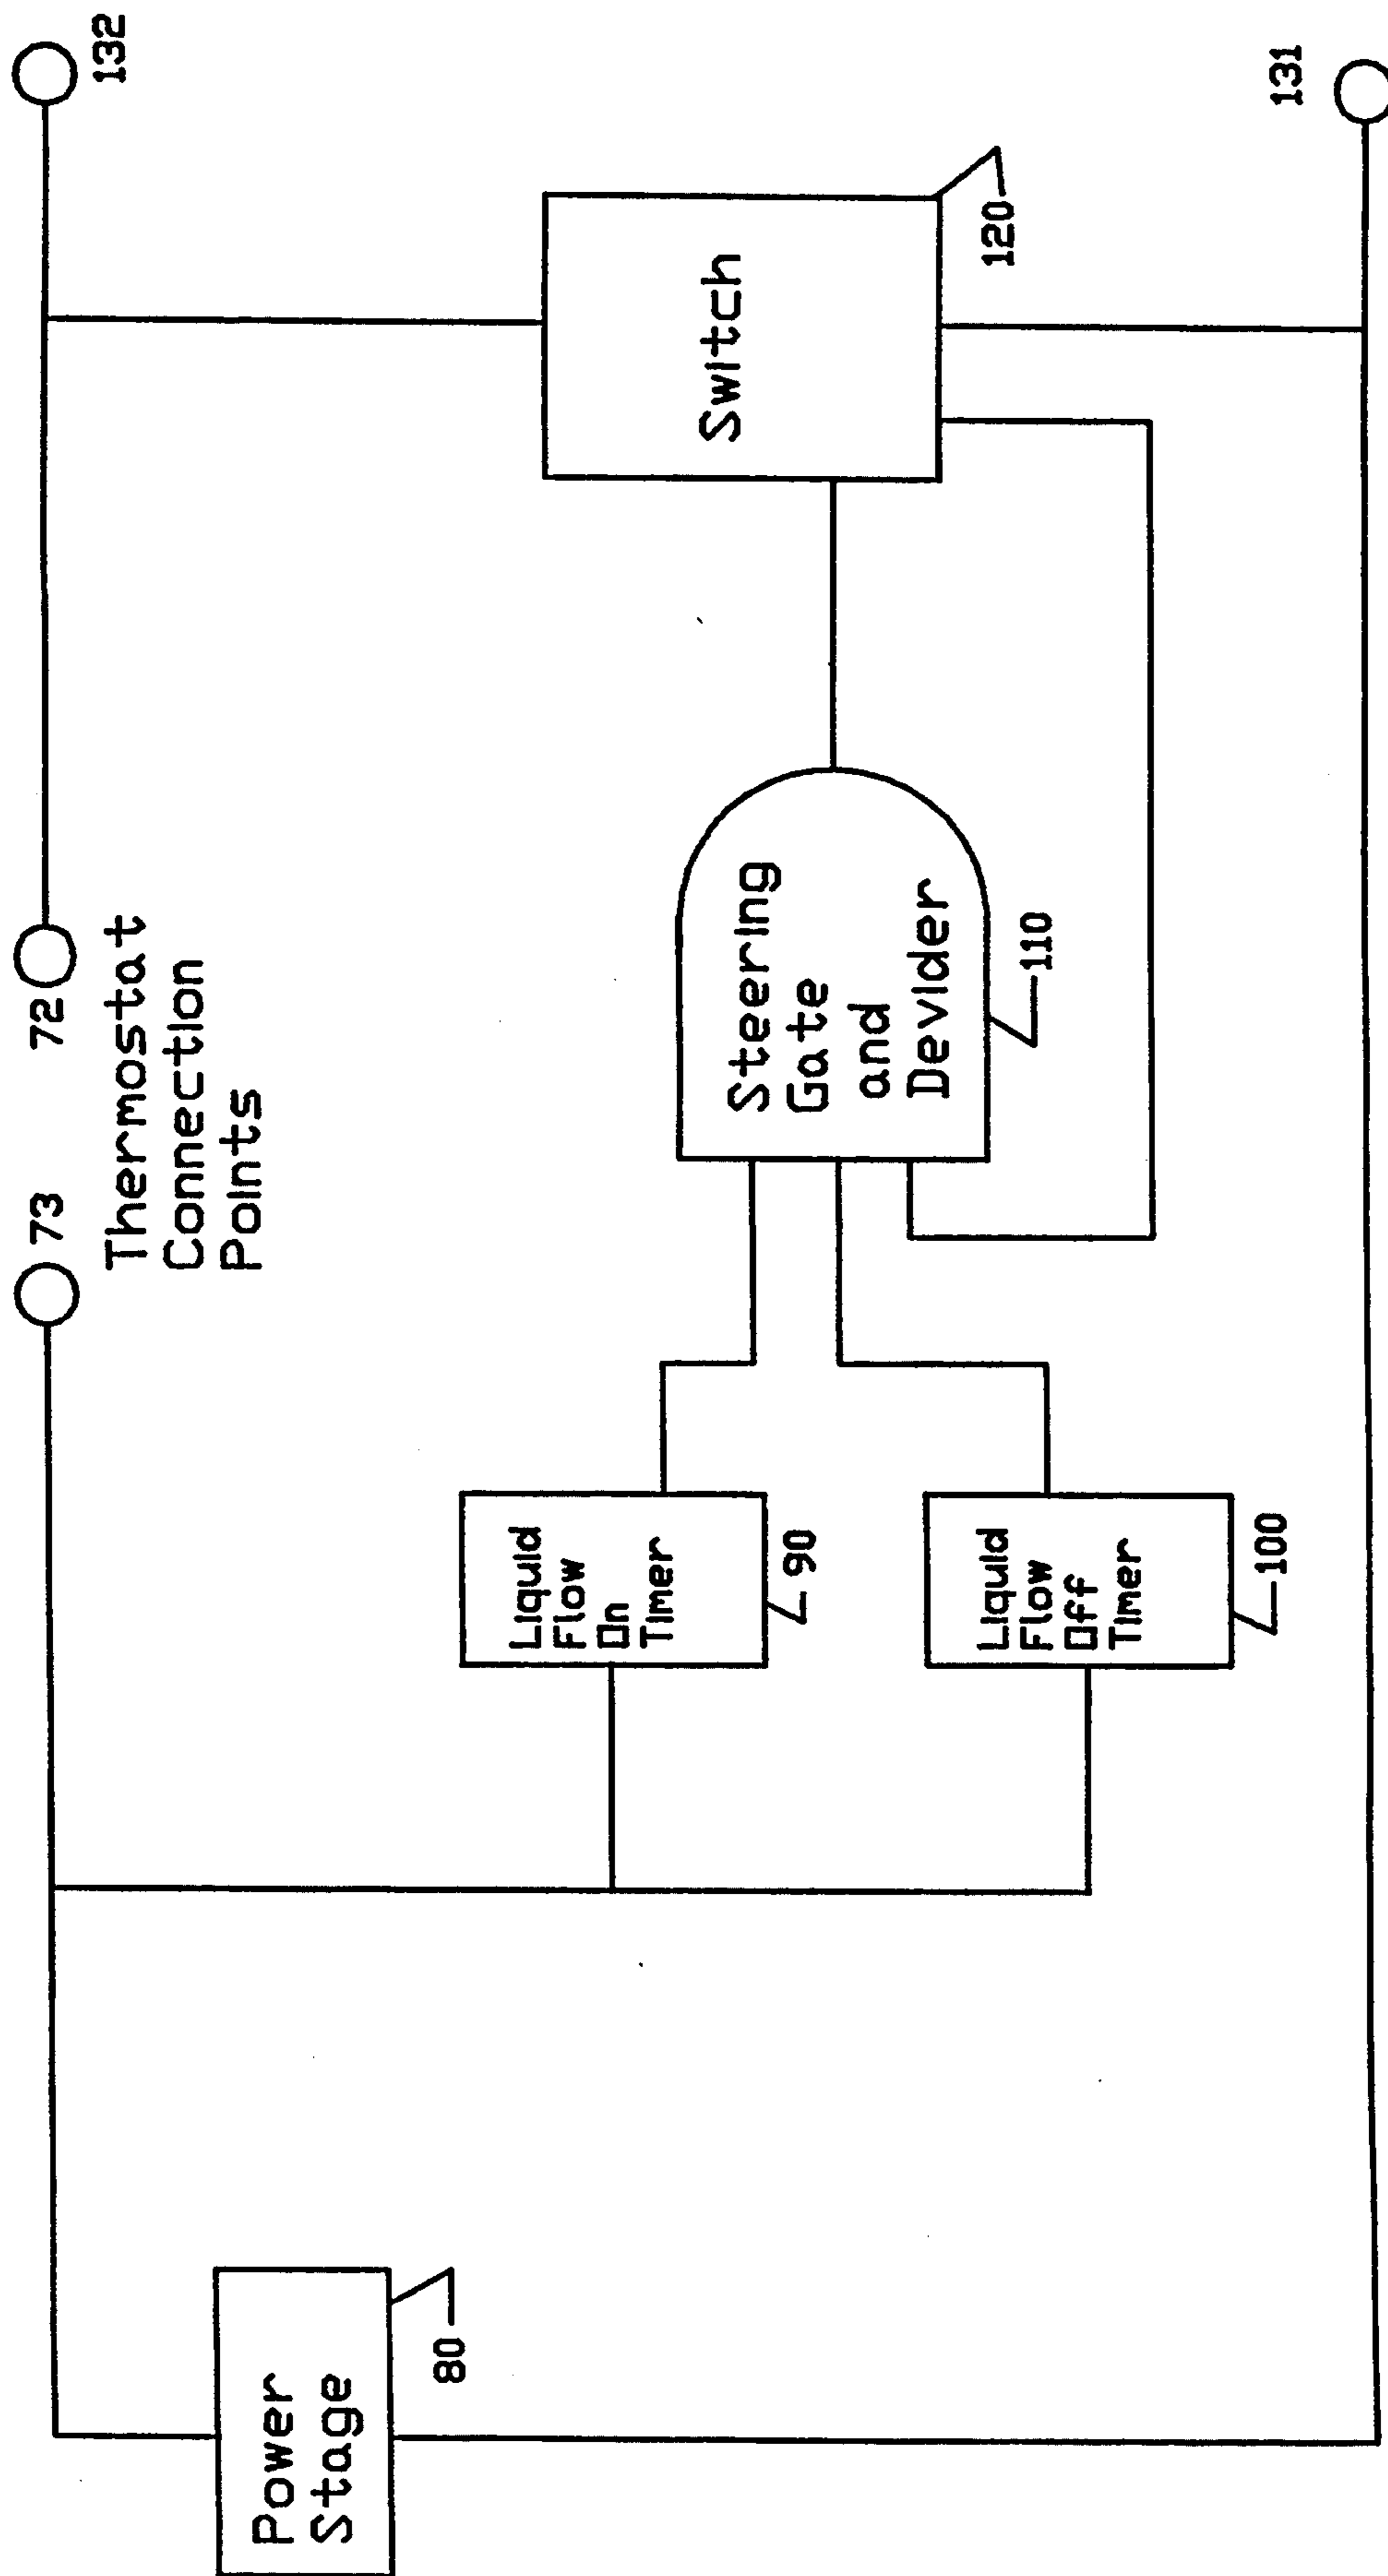 73
72
Thermostat
Connection
Points
132
Power
Stage
80
Liquid
Flow
On
Timer
90
Liquid
Flow
Off
Timer
100
Steering
Gate
and
Devider
110
Switch
120
131